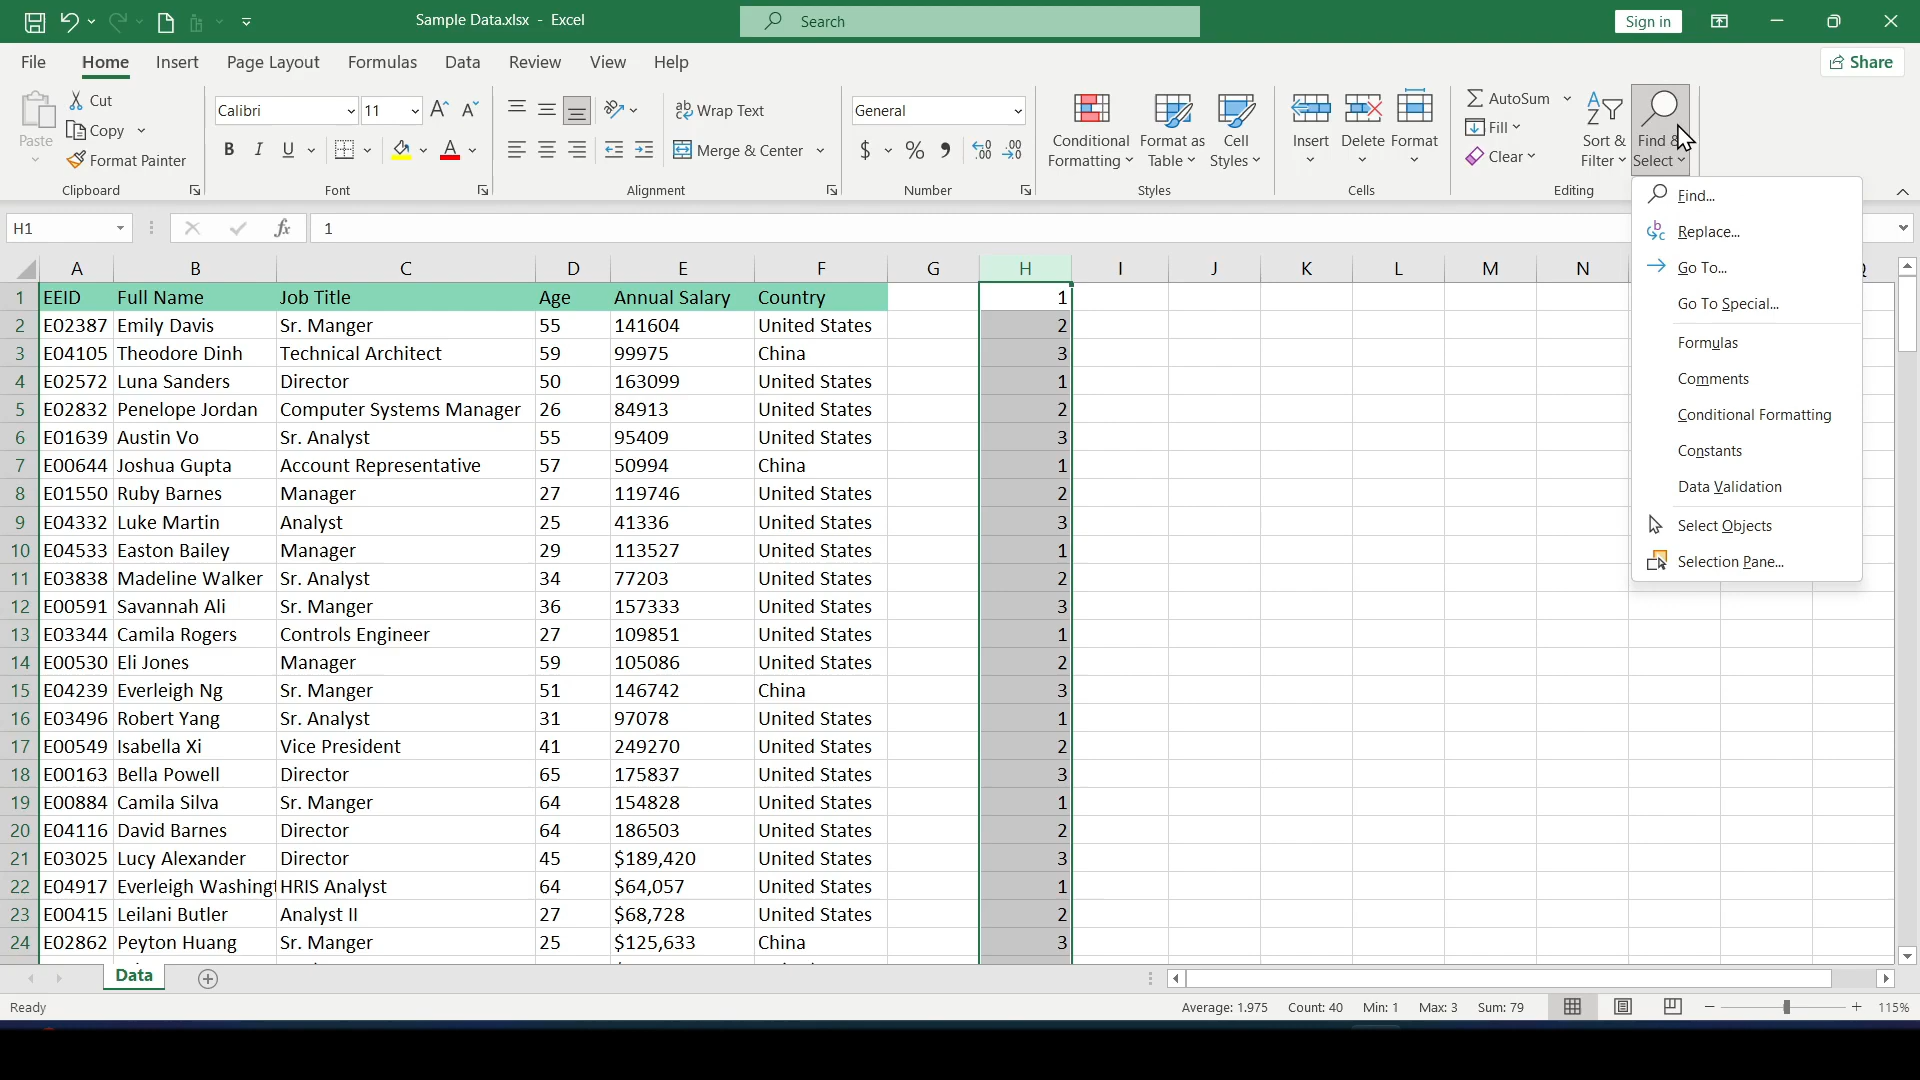 Sample Data.xlsx - Excel
Search
Sign in
File Home Insert Page Layout Formulas Data Review View Help
Share
Paste
Cut
Copy
Format Painter
Clipboard
Calibri 11
B I U A
Font
ab Wrap Text
Merge & Center
Alignment
General
$ % 9 .00
Number
Conditional Formatting
Format as Table
Cell Styles
Styles
Insert Delete Format
Cells
AutoSum
Fill
Clear
Sort & Filter
Find & Select
Editing
Find...
Replace...
Go To...
Go To Special...
Formulas
Comments
Conditional Formatting
Constants
Data Validation
Select Objects
Selection Pane...
H1 fx 1
A B C D E F G H I J K L M N
1 EEID Full Name Job Title Age Annual Salary Country 1
2 E02387 Emily Davis Sr. Manger 55 141604 United States 2
3 E04105 Theodore Dinh Technical Architect 59 99975 China 3
4 E02572 Luna Sanders Director 50 163099 United States 1
5 E02832 Penelope Jordan Computer Systems Manager 26 84913 United States 2
6 E01639 Austin Vo Sr. Analyst 55 95409 United States 3
7 E00644 Joshua Gupta Account Representative 57 50994 China 1
8 E01550 Ruby Barnes Manager 27 119746 United States 2
9 E04332 Luke Martin Analyst 25 41336 United States 3
10 E04533 Easton Bailey Manager 29 113527 United States 1
11 E03838 Madeline Walker Sr. Analyst 34 77203 United States 2
12 E00591 Savannah Ali Sr. Manger 36 157333 United States 3
13 E03344 Camila Rogers Controls Engineer 27 109851 United States 1
14 E00530 Eli Jones Manager 59 105086 United States 2
15 E04239 Everleigh Ng Sr. Manger 51 146742 China 3
16 E03496 Robert Yang Sr. Analyst 31 97078 United States 1
17 E00549 Isabella Xi Vice President 41 249270 United States 2
18 E00163 Bella Powell Director 65 175837 United States 3
19 E00884 Camila Silva Sr. Manger 64 154828 United States 1
20 E04116 David Barnes Director 64 186503 United States 2
21 E03025 Lucy Alexander Director 45 $189,420 United States 3
22 E04917 Everleigh Washingt HRIS Analyst 64 $64,057 United States 1
23 E00415 Leilani Butler Analyst II 27 $68,728 United States 2
24 E02862 Peyton Huang Sr. Manger 25 $125,633 China 3
Data
Ready
Average: 1.975 Count: 40 Min: 1 Max: 3 Sum: 79
115%